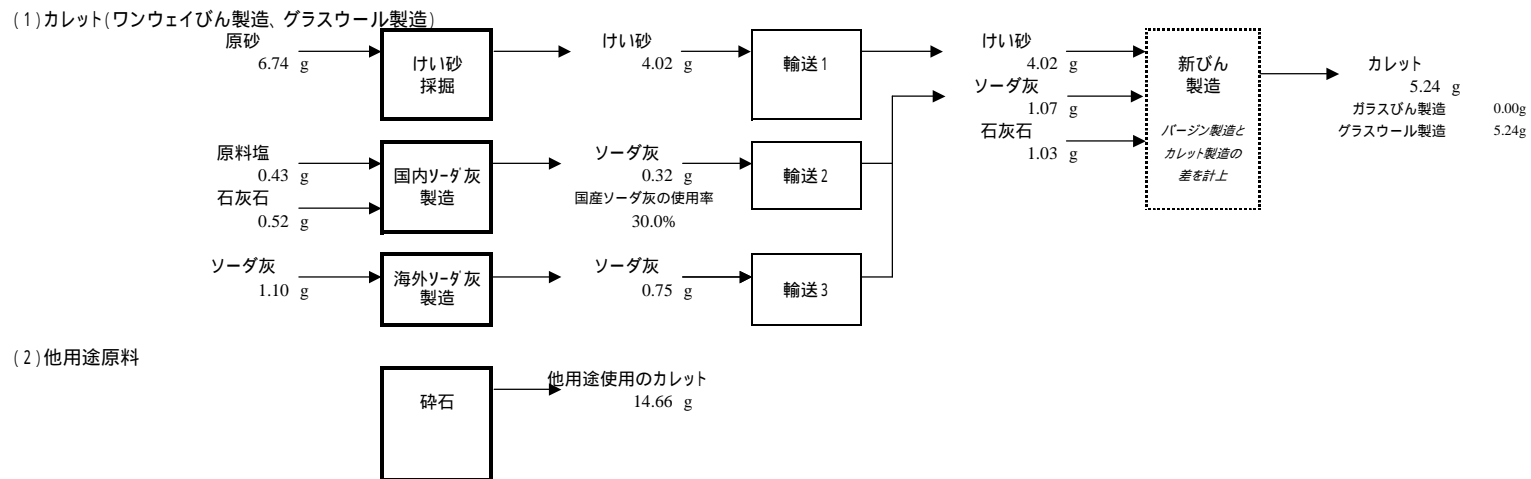 (1)カレット(ワンウェイびん製造、グラスウール製造)
原砂
6.74 g
けい砂
採掘
けい砂
4.02 g
輸送1
けい砂
4.02 g
ソーダ灰
1.07 g
石灰石
1.03 g
新びん
製造
バージン製造と
カレット製造の
差を計上
カレット
5.24 g
ガラスびん製造 0.00g
グラスウール製造 5.24g
原料塩
0.43 g
石灰石
0.52 g
国内ソーダ灰
製造
ソーダ灰
0.32 g
国産ソーダ灰の使用率
30.0%
輸送2
ソーダ灰
1.10 g
海外ソーダ灰
製造
ソーダ灰
0.75 g
輸送3
(2)他用途原料
砕石
他用途使用のカレット
14.66 g